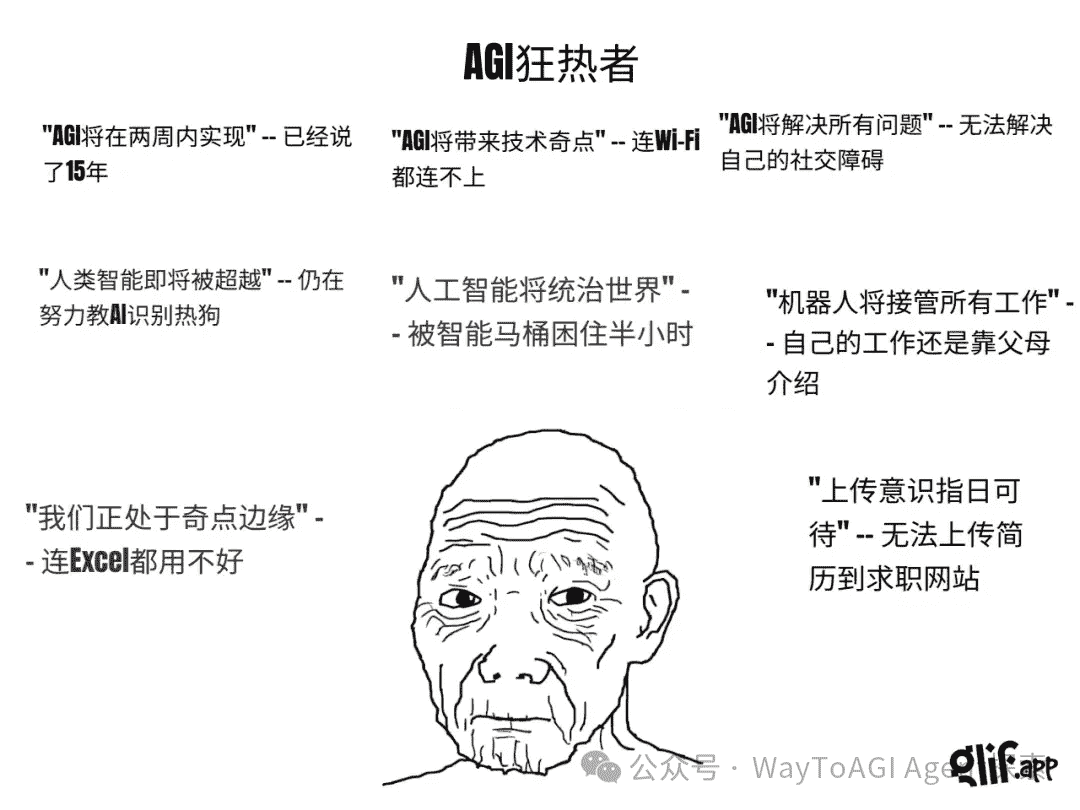 AGI狂热者
"AGI将在两周内实现" -- 已经说
了15年
"AGI将带来技术奇点" -- 连Wi-Fi
都连不上
"AGI将解决所有问题" -- 无法解决
自己的社交障碍
"人类智能即将被超越" -- 仍在
努力教AI识别热狗
"人工智能将统治世界" -
- 被智能马桶困住半小时
"机器人将接管所有工作" -
- 自己的工作还是靠父母
介绍
"我们正处于奇点边缘" -
- 连Excel都用不好
"上传意识指日可
待" -- 无法上传简
历到求职网站
公众号 · WayToAGI
glif.app